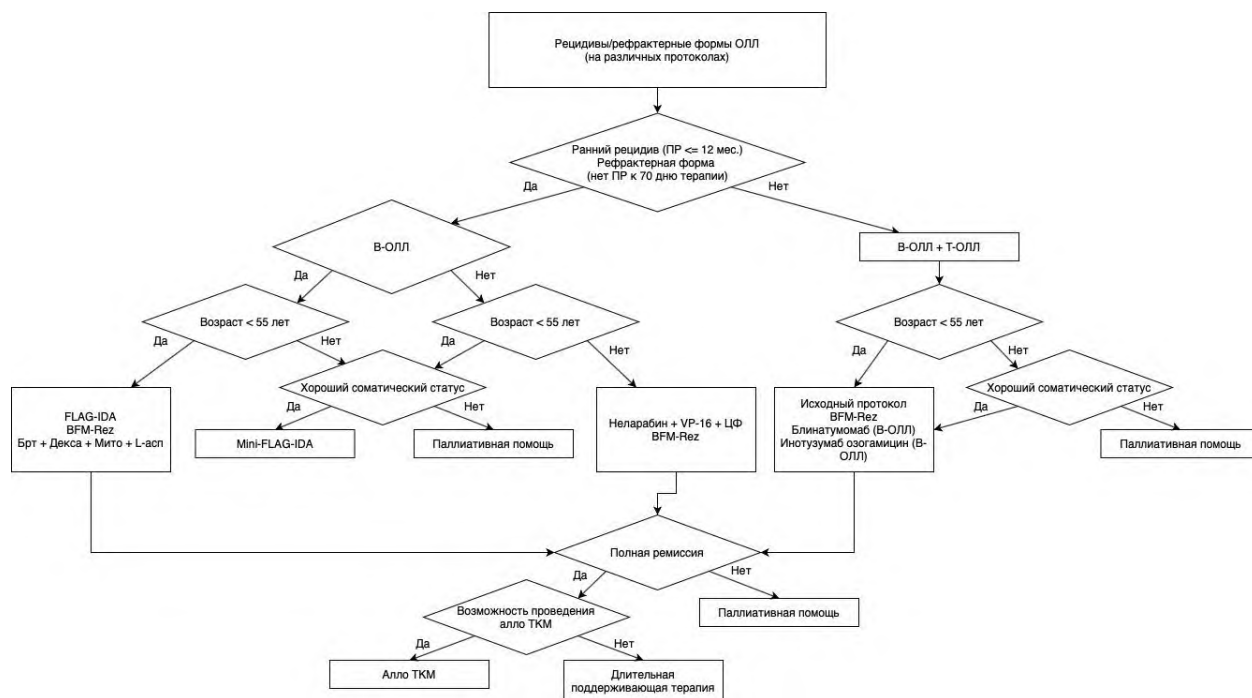 Рецидивы/рефрактерные формы ОЛЛ
(на различных протоколах)
Ранний рецидив (ПР <= 12 мес.)
Рефрактерная форма
(нет ПР к 70 дню терапии)
Да
Нет
В-ОЛЛ
В-ОЛЛ + Т-ОЛЛ
Да
Нет
Возраст < 55 лет
Возраст < 55 лет
Возраст < 55 лет
Да
Нет
Да
Нет
Да
Нет
Хороший соматический статус
Хороший соматический статус
FLAG-IDA
BFM-Rez
Брт + Декса + Мито + L-асп
Да
Нет
Mini-FLAG-IDA
Паллиативная помощь
Неларабин + VP-16 + ЦФ
BFM-Rez
Исходный протокол
BFM-Rez
Блинатумомаб (В-ОЛЛ)
Инотузумаб озогамицин (В-
ОЛЛ)
Да
Нет
Паллиативная помощь
Полная ремиссия
Да
Нет
Возможность проведения
алло ТКМ
Паллиативная помощь
Да
Нет
Алло ТКМ
Длительная
поддерживающая терапия